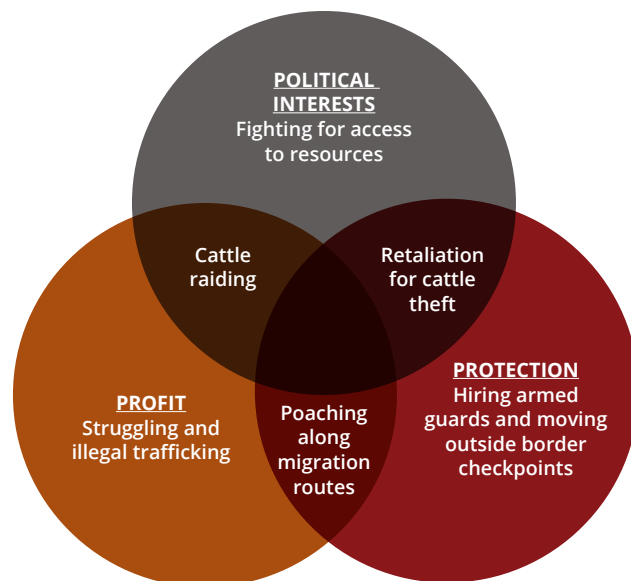 POLITICAL
INTERESTS
Fighting for access
to resources
Cattle
raiding
Retaliation
for cattle
theft
PROFIT
Struggling and
illegal trafficking
Poaching
along
migration
routes
PROTECTION
Hiring armed
guards and moving
outside border
checkpoints